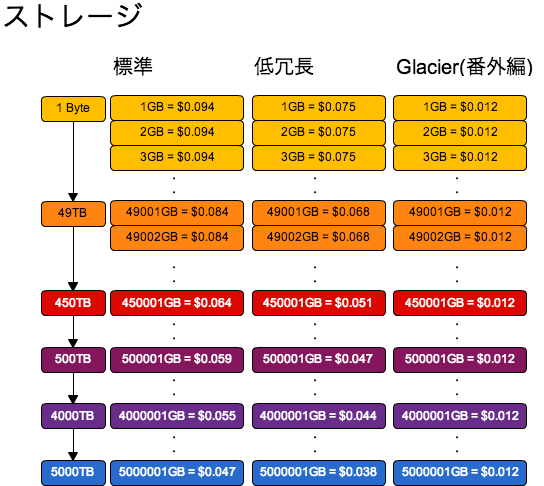 ストレージ
標準 低冗長 Glacier(番外編)
1 Byte 1GB = $0.094 1GB = $0.075 1GB = $0.012
2GB = $0.094 2GB = $0.075 2GB = $0.012
3GB = $0.094 3GB = $0.075 3GB = $0.012
49TB 49001GB = $0.084 49001GB = $0.068 49001GB = $0.012
49002GB = $0.084 49002GB = $0.068 49002GB = $0.012
450TB 450001GB = $0.064 450001GB = $0.051 450001GB = $0.012
500TB 500001GB = $0.059 500001GB = $0.047 500001GB = $0.012
4000TB 4000001GB = $0.055 4000001GB = $0.044 4000001GB = $0.012
5000TB 5000001GB = $0.047 5000001GB = $0.038 5000001GB = $0.012